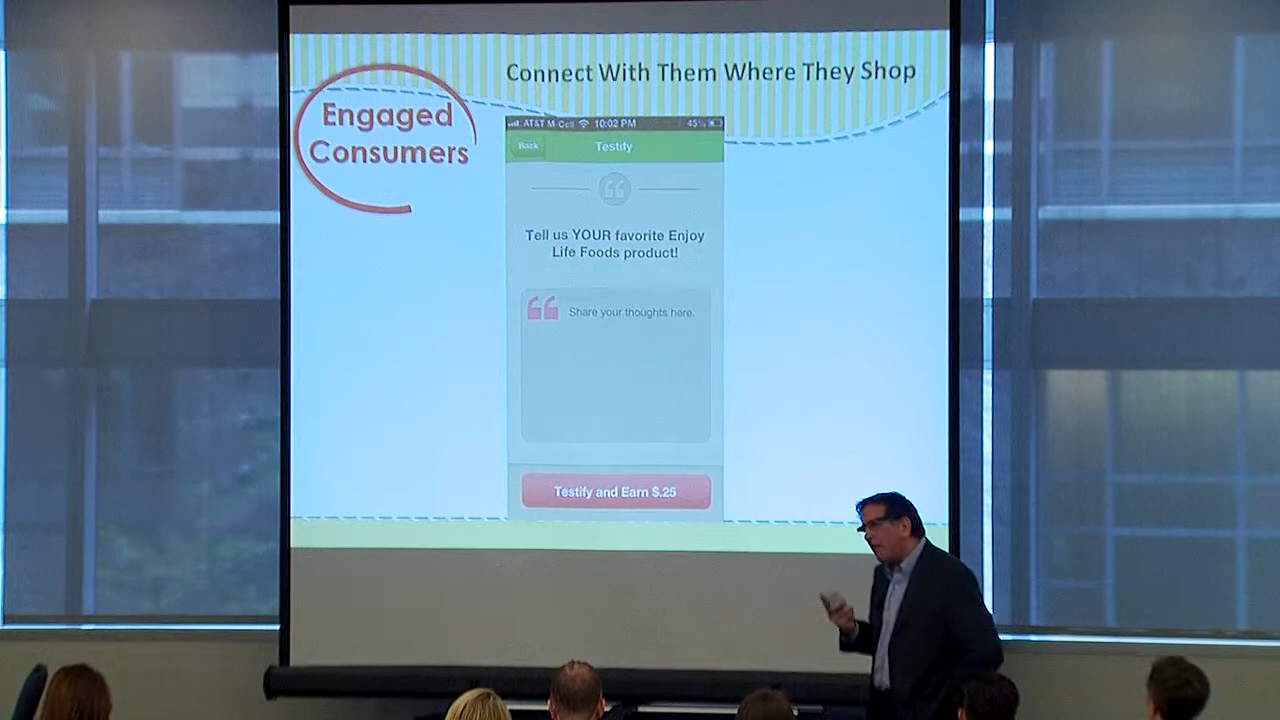 Connect With Them Where They Shop
Engaged
Consumers
AT&T M-Cell 10:02 PM 45%
Back
Testify
Tell us YOUR favorite Enjoy
Life Foods product!
Share your thoughts here.
Testify and Earn $.25